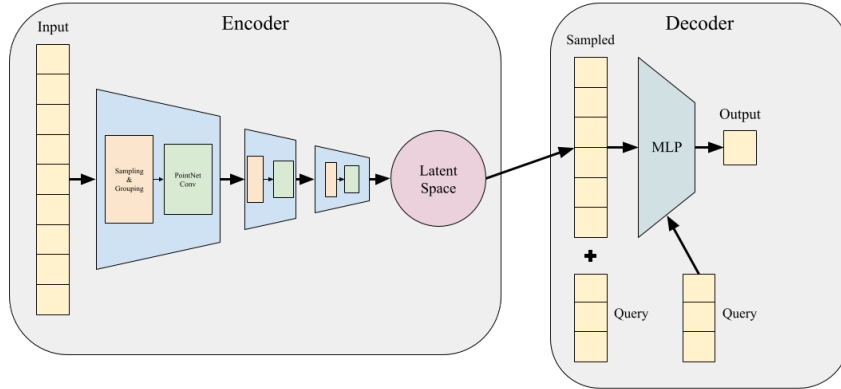 Encoder
Input
Sampling
&
Grouping
PointNet
Conv
Latent
Space
Decoder
Sampled
MLP
Output
+
Query
Query